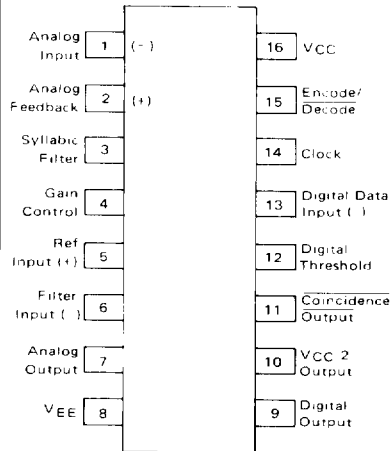 Analog
Input
1
(-)
Analog
Feedback
2
(+)
Syllabic
Filter
3
Gain
Control
4
Ref
Input (+)
5
Filter
Input ( )
6
Analog
Output
7
VEE
8
16
VCC
15
Encode/
Decode
14
Clock
13
Digital Data
Input ( )
12
Digital
Threshold
11
Coincidence
Output
10
VCC 2
Output
9
Digital
Output